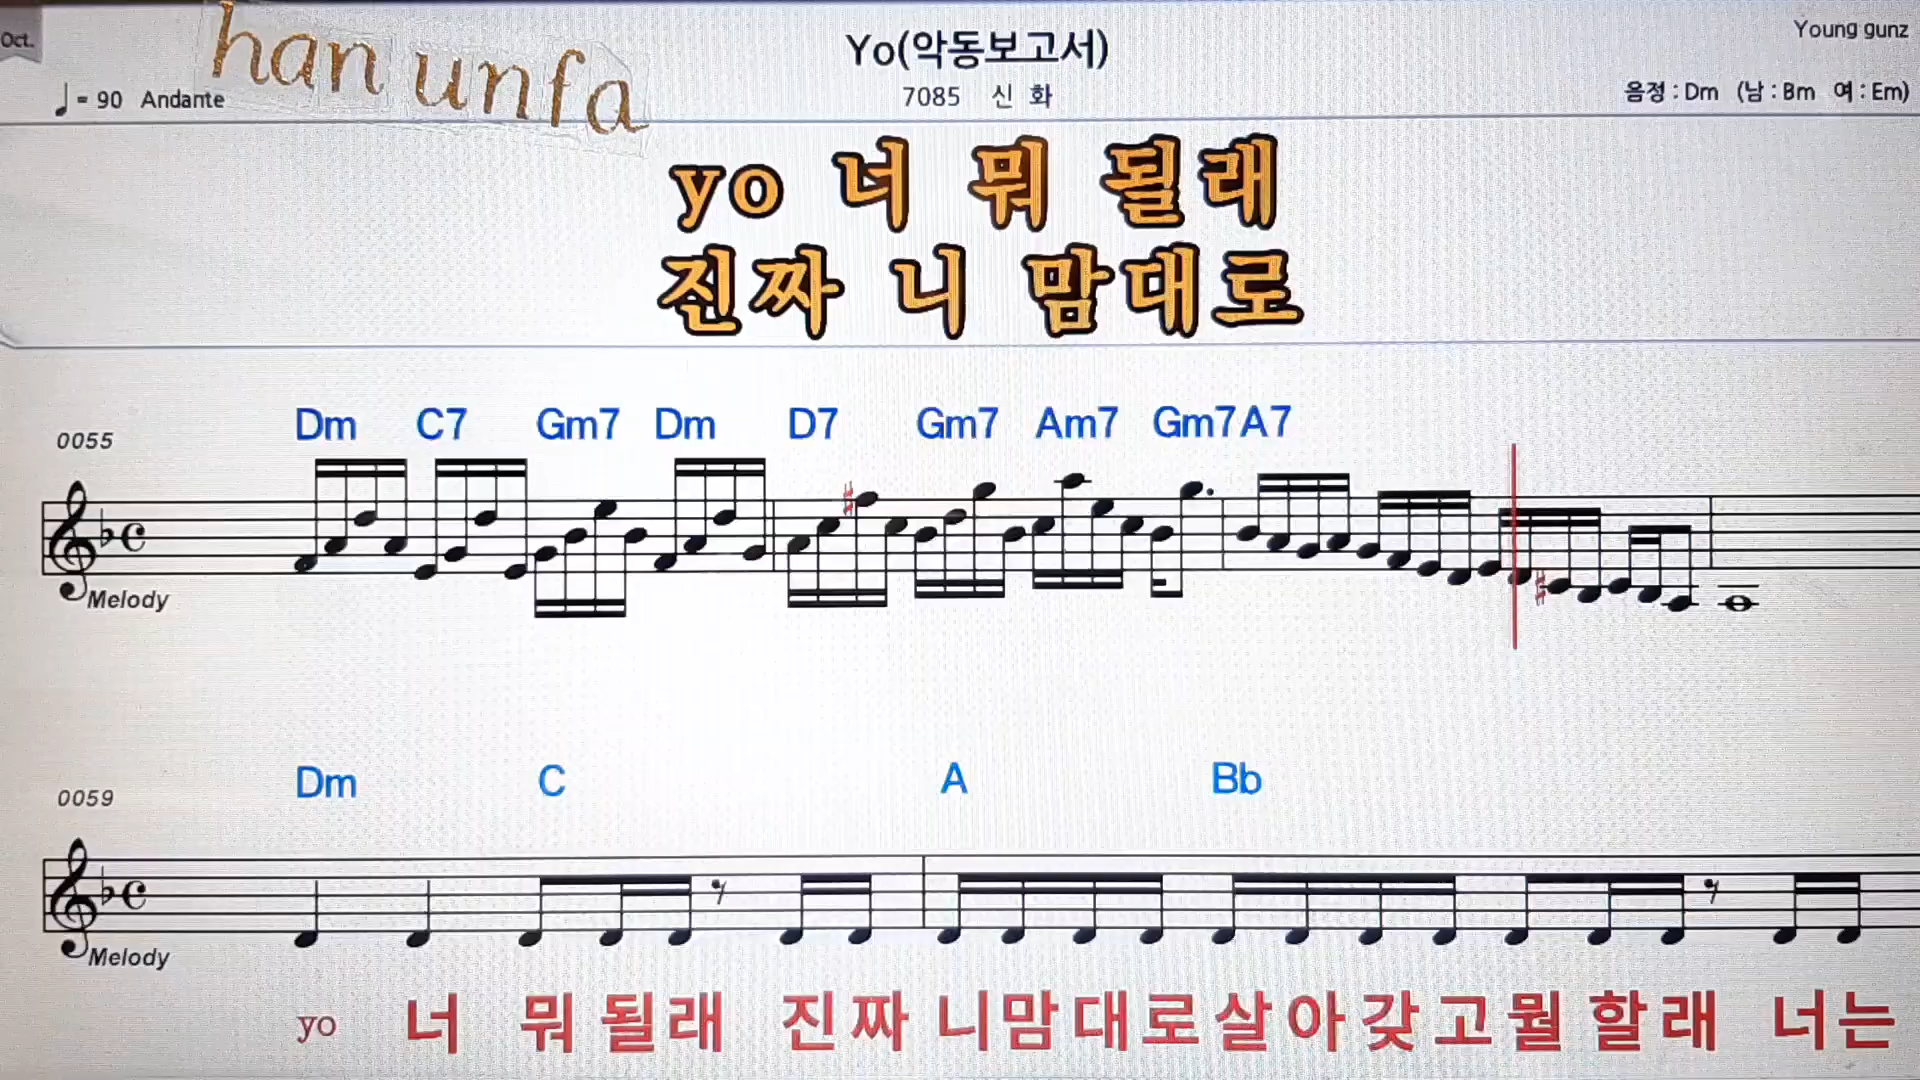 Oct.
han unfa
Yo(악동보고서)
Young gunz
♩= 90 Andante
7085 신 화
음정 : Dm (남 : Bm 여 : Em)
yo 너 뭐 될래
진짜 니 맘대로
Dm C7 Gm7 Dm D7 Gm7 Am7 Gm7 A7
0055
Melody
Dm C A Bb
0059
Melody
yo 너 뭐 될래 진짜 니맘대로살아갖고뭘 할래 너는